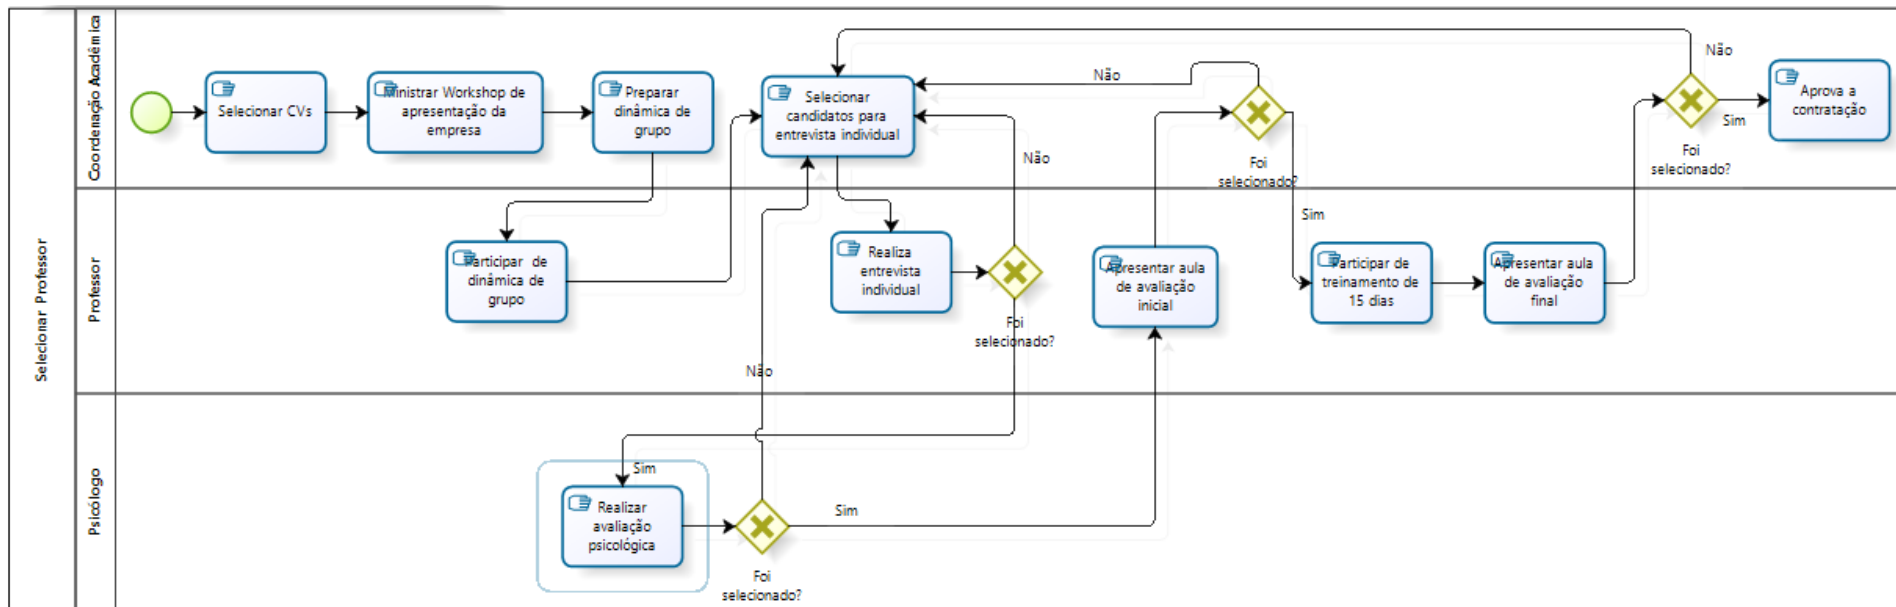 Selecionar Professor
Coordenação Acadêmica
Selecionar CVs
Ministrar Workshop de
apresentação da
empresa
Preparar
dinâmica de
grupo
Selecionar
candidatos para
entrevista individual
Não
Não
Foi
selecionado?
Sim
Não
Foi
selecionado?
Sim
Aprova a
contratação
Professor
Participar de
dinâmica de
grupo
Realiza
entrevista
individual
Foi
selecionado?
Apresentar aula
de avaliação
inicial
Participar de
treinamento de
15 dias
Apresentar aula
de avaliação
final
Não
Psicólogo
Sim
Realizar
avaliação
psicológica
Foi
selecionado?
Sim